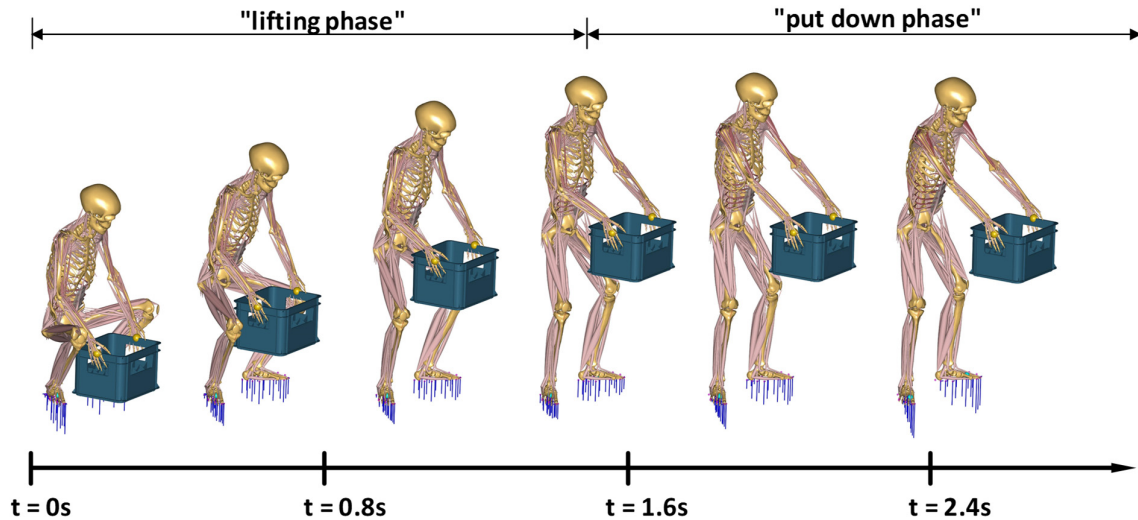 "lifting phase"
"put down phase"
t = 0s
t = 0.8s
t = 1.6s
t = 2.4s